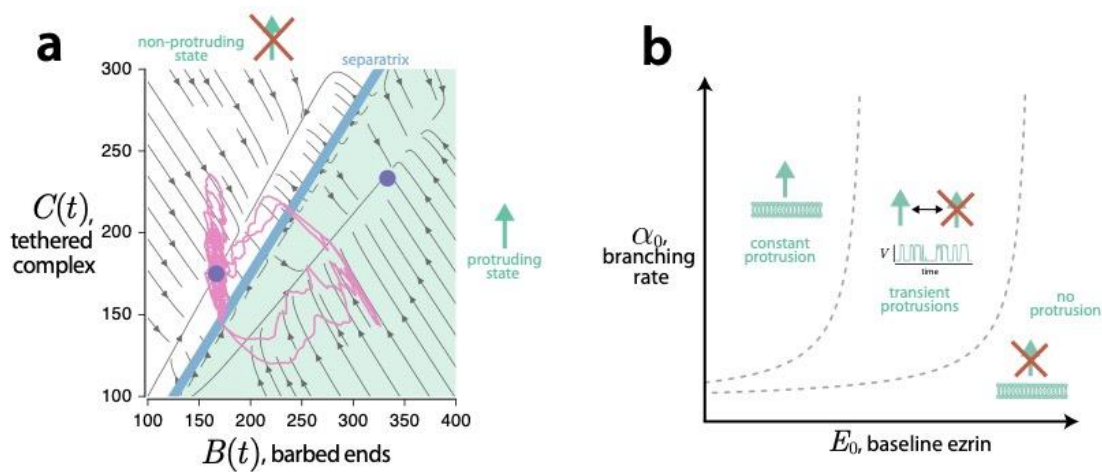 a
non-protruding
state
separatrix
300
250
200
150
100
C(t),
tethered
complex
100
150
200
250
300
350
400
B(t), barbed ends
protruding
state
b
α₀,
branching
rate
constant
protrusion
V
time
transient
protrusions
no
protrusion
E₀, baseline ezrin